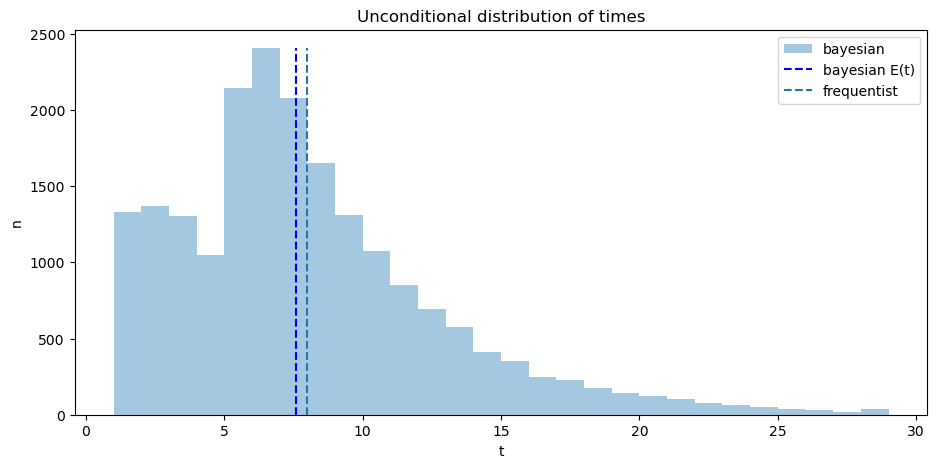 Unconditional distribution of times
2500
2000
1500
1000
500
0
n
0 5 10 15 20 25 30
t
bayesian
bayesian E(t)
frequentist